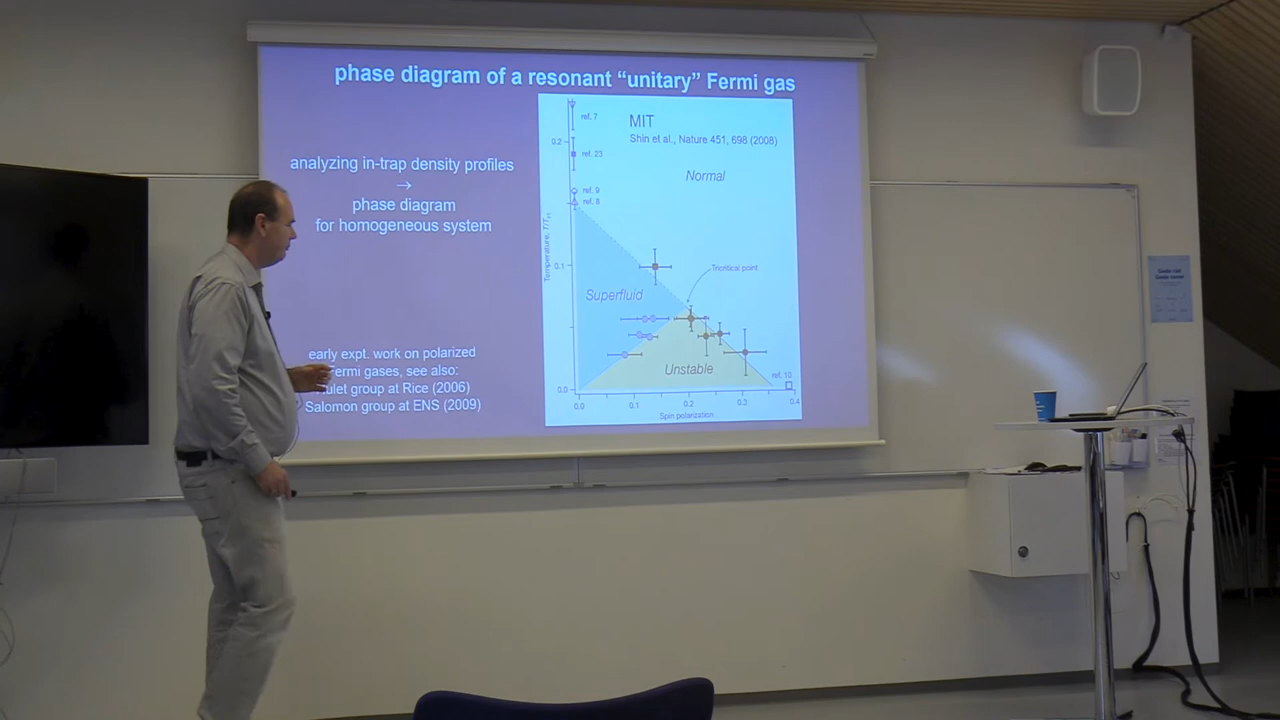 phase diagram of a resonant “unitary” Fermi gas
analyzing in-trap density profiles
→
phase diagram
for homogeneous system
early expt. work on polarized
Fermi gases, see also:
group at Rice (2006)
Salomon group at ENS (2009)
MIT
Shin et al., Nature 451, 698 (2008)
ref. 7
0.2
ref. 23
Normal
ref. 9
ref. 8
Temperature,
0.1
Tricritical point
Superfluid
Unstable
ref. 10
0.0
0.0 0.1 0.2 0.3 0.4
Spin polarization